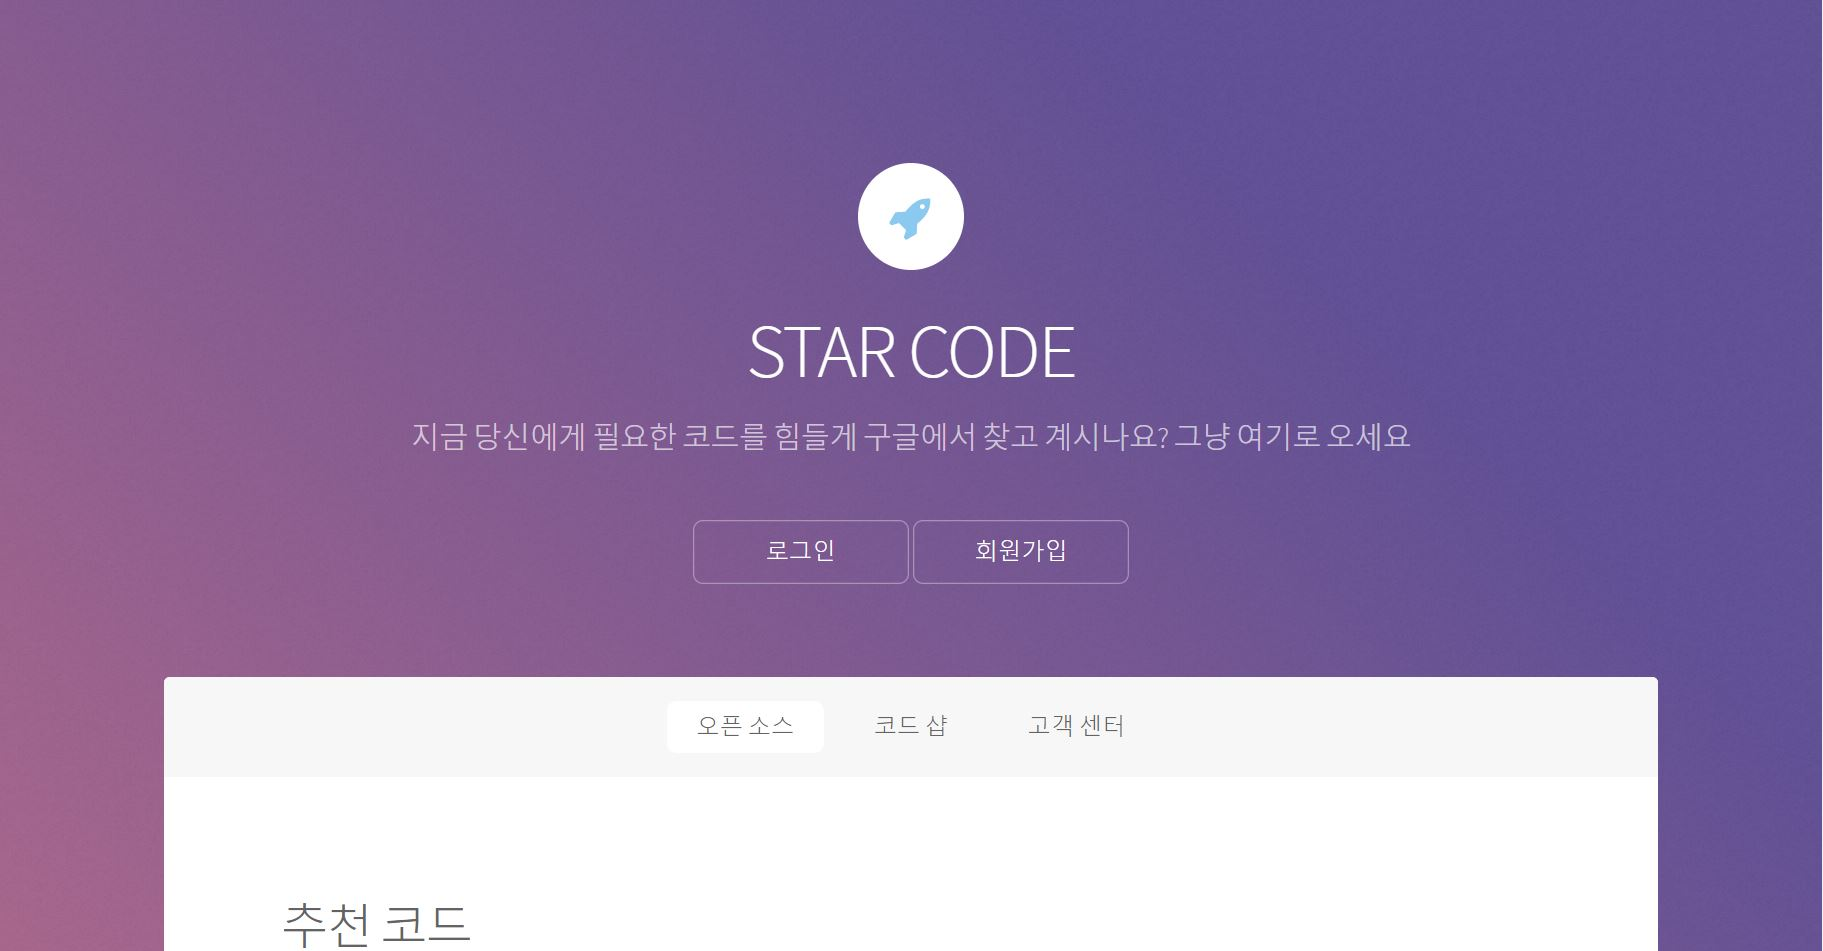 STAR CODE
지금 당신에게 필요한 코드를 힘들게 구글에서 찾고 계시나요? 그냥 여기로 오세요
로그인 회원가입
오픈 소스 코드 샵 고객 센터
추천 코드